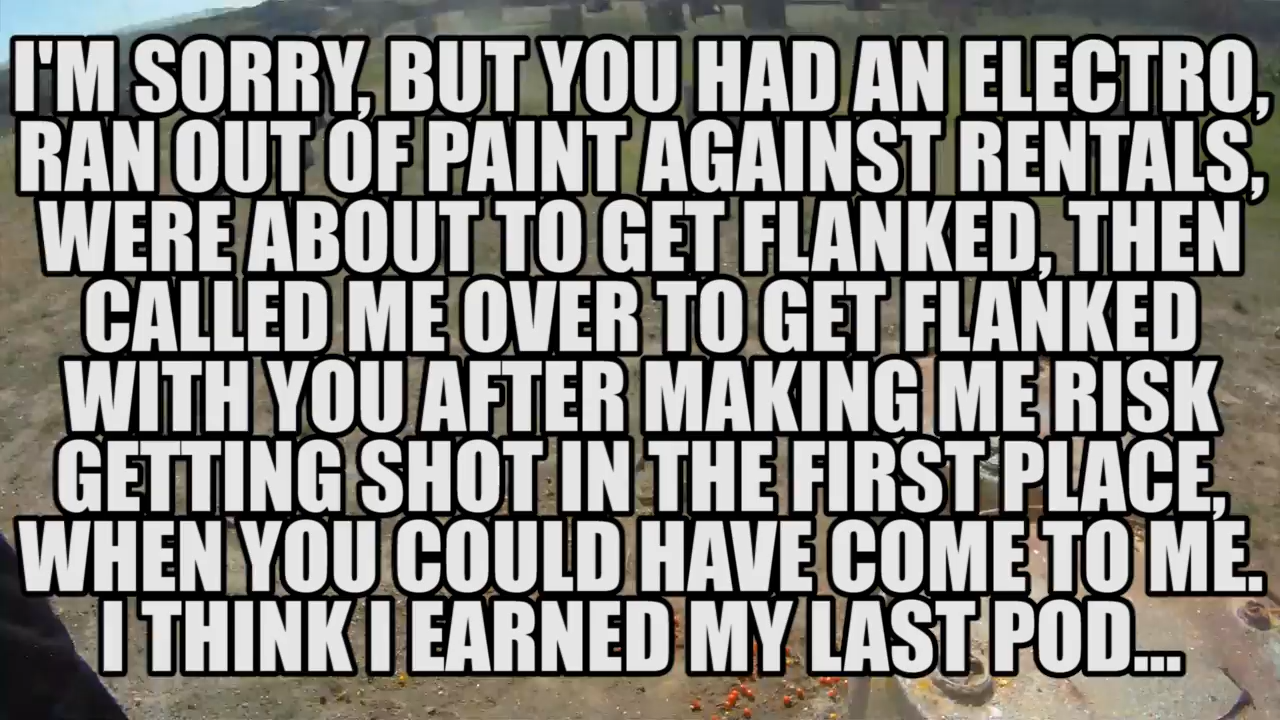 I'M SORRY, BUT YOU HAD AN ELECTRO,
RAN OUT OF PAINT AGAINST RENTALS,
WERE ABOUT TO GET FLANKED, THEN
CALLED ME OVER TO GET FLANKED
WITH YOU AFTER MAKING ME RISK
GETTING SHOT IN THE FIRST PLACE,
WHEN YOU COULD HAVE COME TO ME.
I THINK I EARNED MY LAST POD...